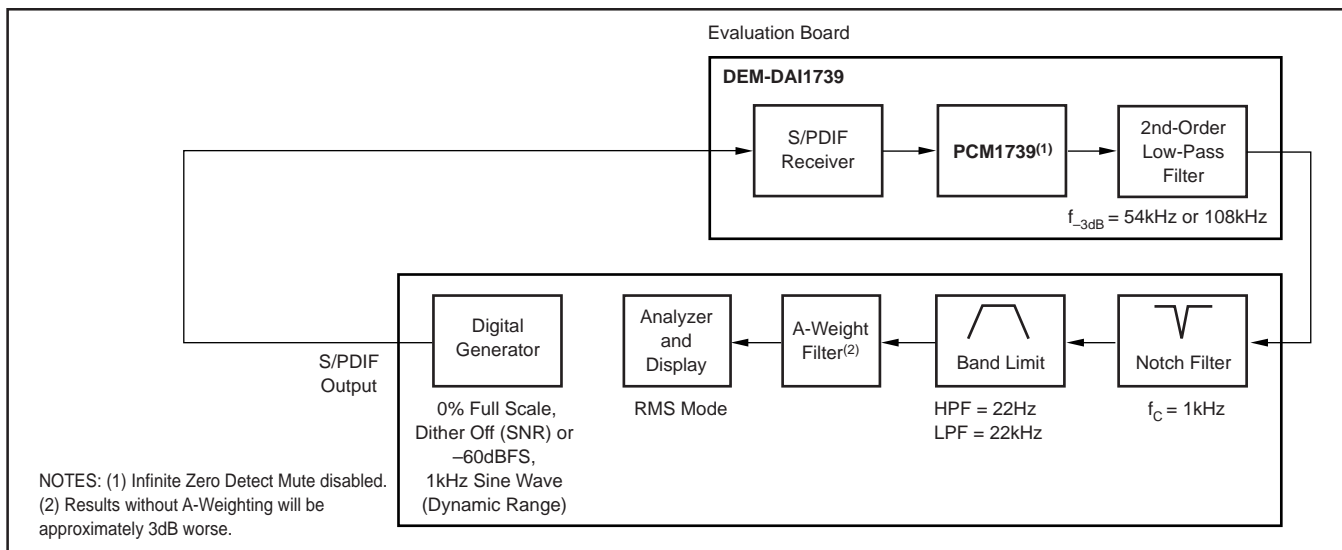 Evaluation Board
DEM-DAI1739
S/PDIF
Receiver
PCM1739(1)
2nd-Order
Low-Pass
Filter
f–3dB = 54kHz or 108kHz
S/PDIF
Output
Digital
Generator
0% Full Scale,
Dither Off (SNR) or
–60dBFS,
1kHz Sine Wave
(Dynamic Range)
Analyzer
and
Display
RMS Mode
A-Weight
Filter(2)
Band Limit
HPF = 22Hz
LPF = 22kHz
Notch Filter
fC = 1kHz
NOTES: (1) Infinite Zero Detect Mute disabled.
(2) Results without A-Weighting will be
approximately 3dB worse.